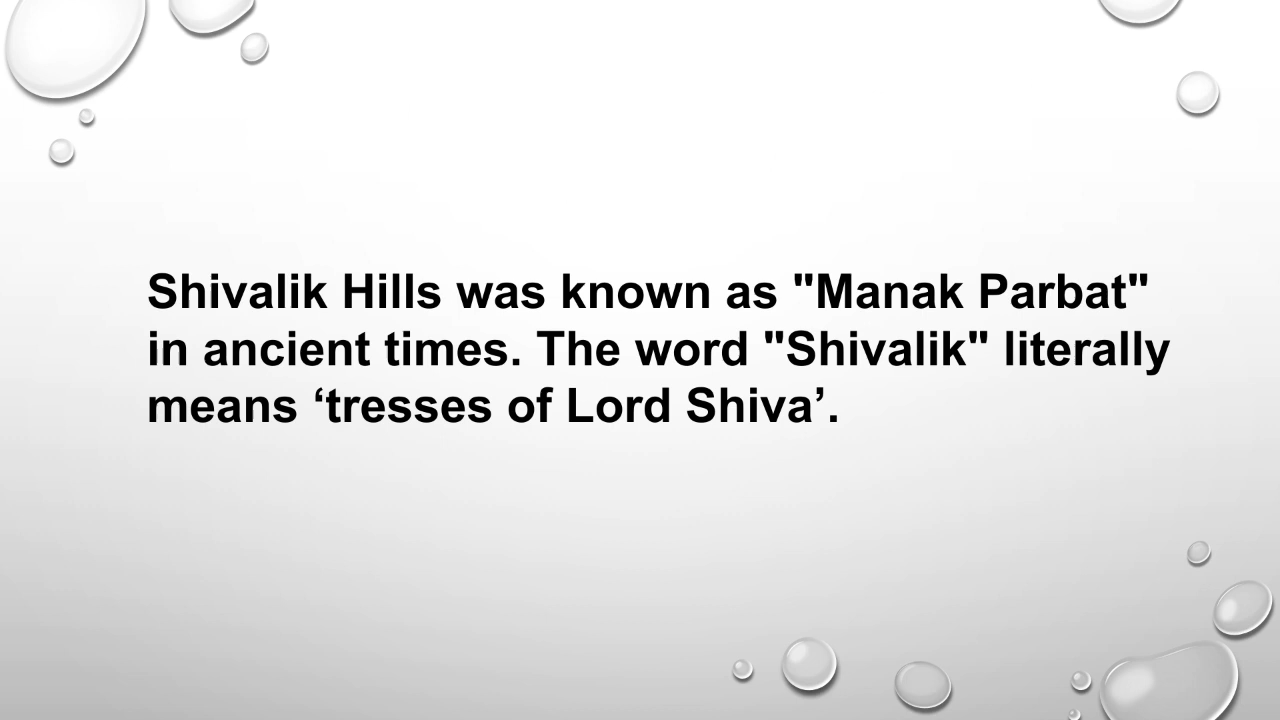 Shivalik Hills was known as "Manak Parbat"
in ancient times. The word "Shivalik" literally
means ‘tresses of Lord Shiva’.